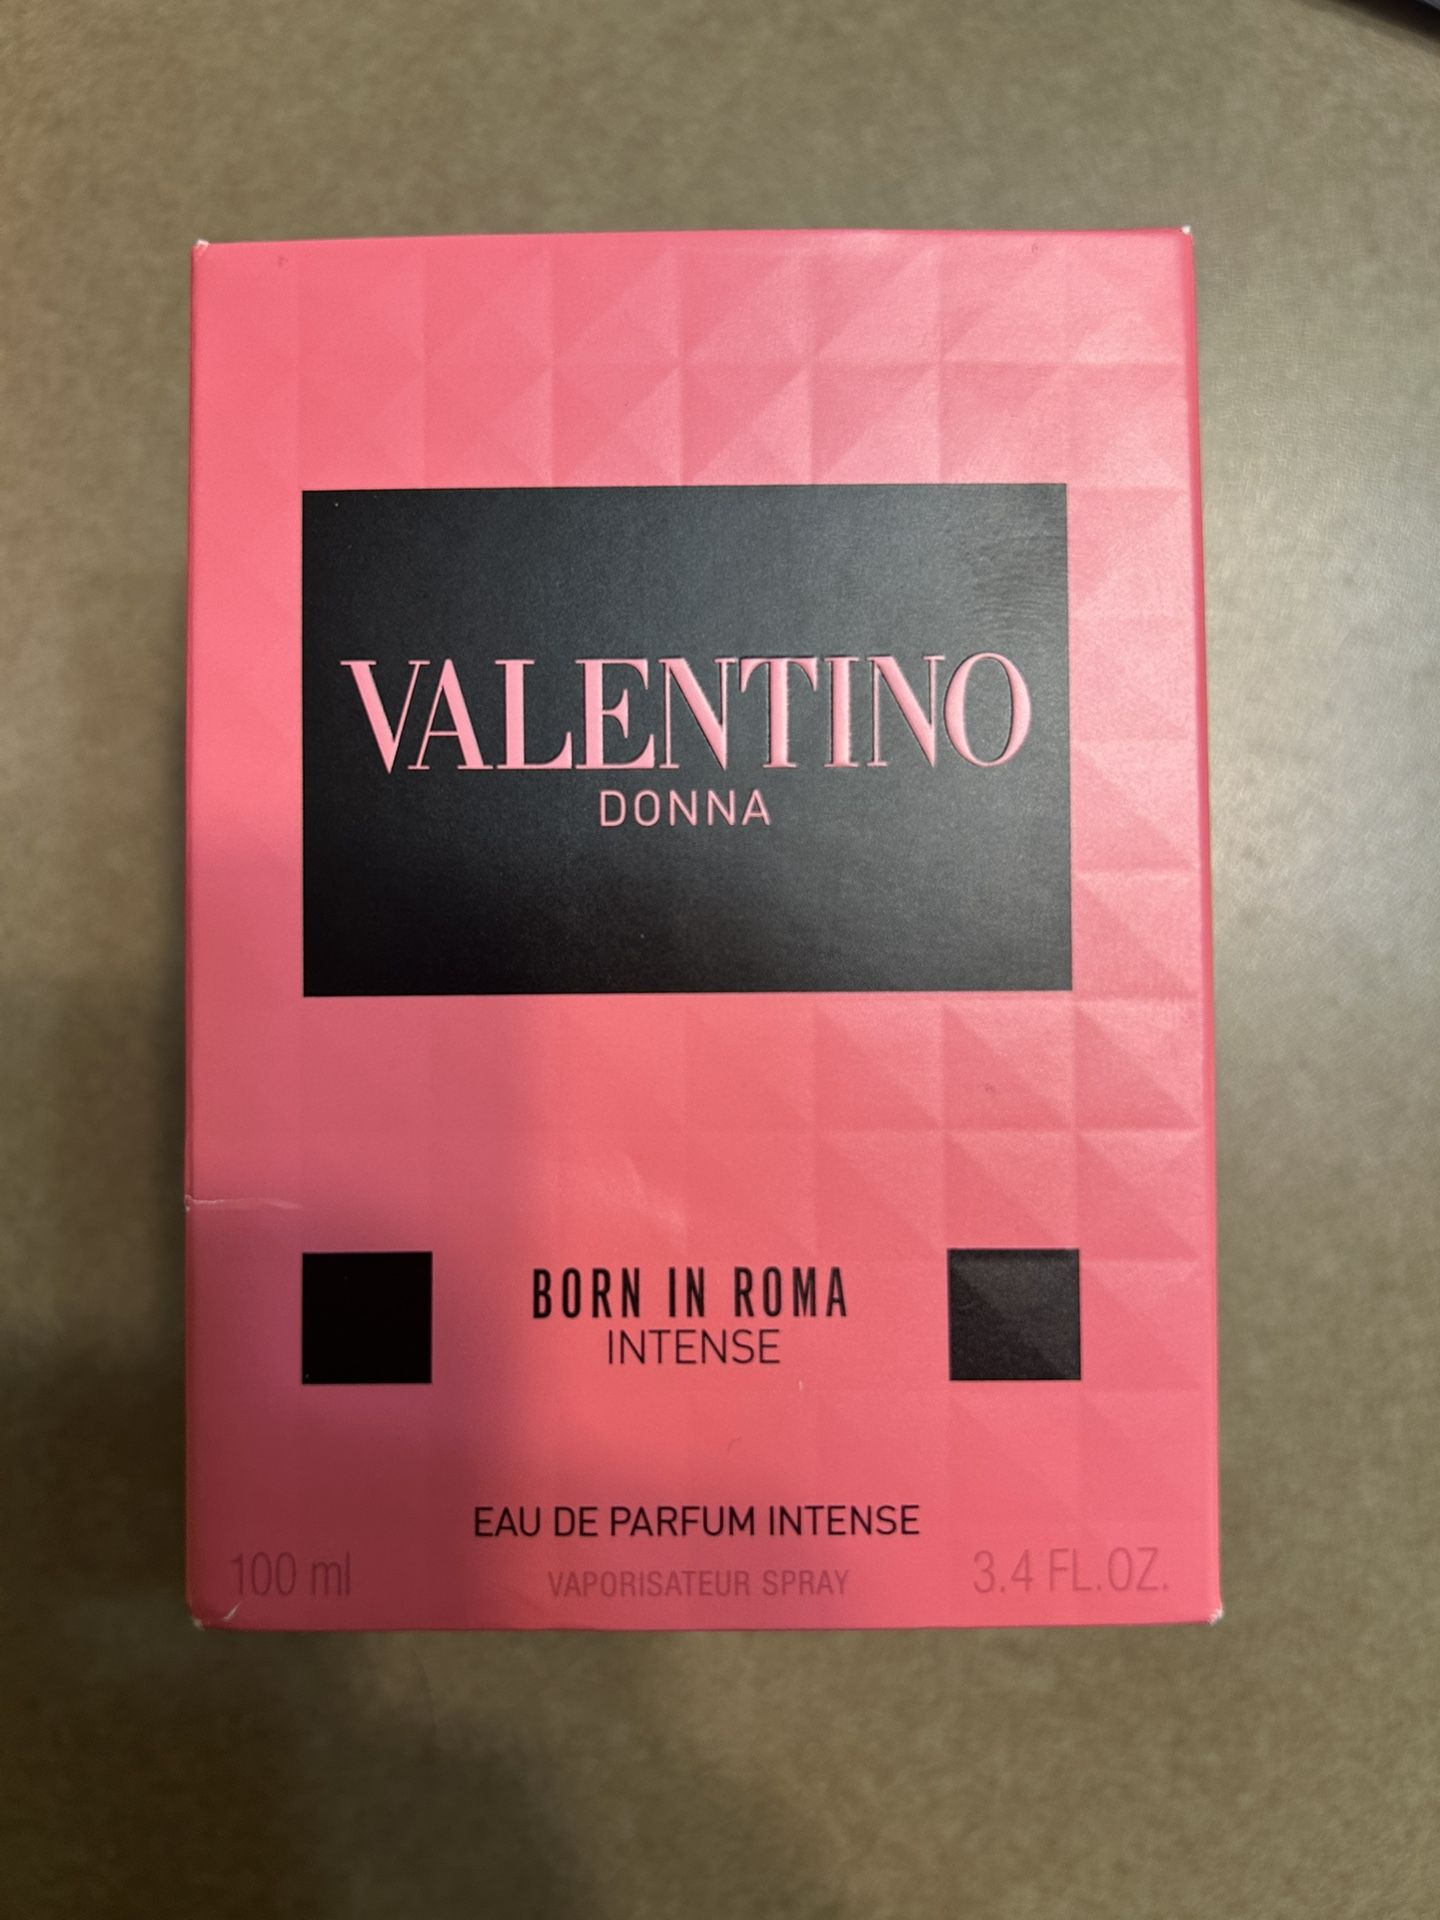 VALENTINO
DONNA
BORN IN ROMA
INTENSE
EAU DE PARFUM INTENSE
100 ml VAPORISATEUR SPRAY 3.4 FL.OZ.